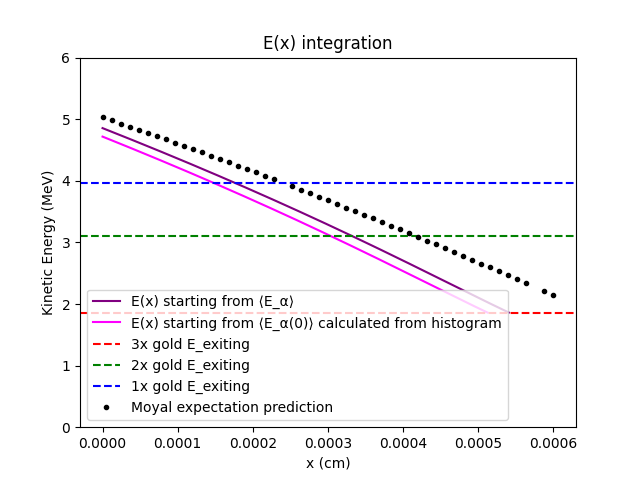 E(x) integration
Kinetic Energy (MeV)
6
5
4
3
2
1
0
E(x) starting from ⟨E_α⟩
E(x) starting from ⟨E_α(0)⟩ calculated from histogram
3x gold E_exiting
2x gold E_exiting
1x gold E_exiting
Moyal expectation prediction
0.0000 0.0001 0.0002 0.0003 0.0004 0.0005 0.0006
x (cm)